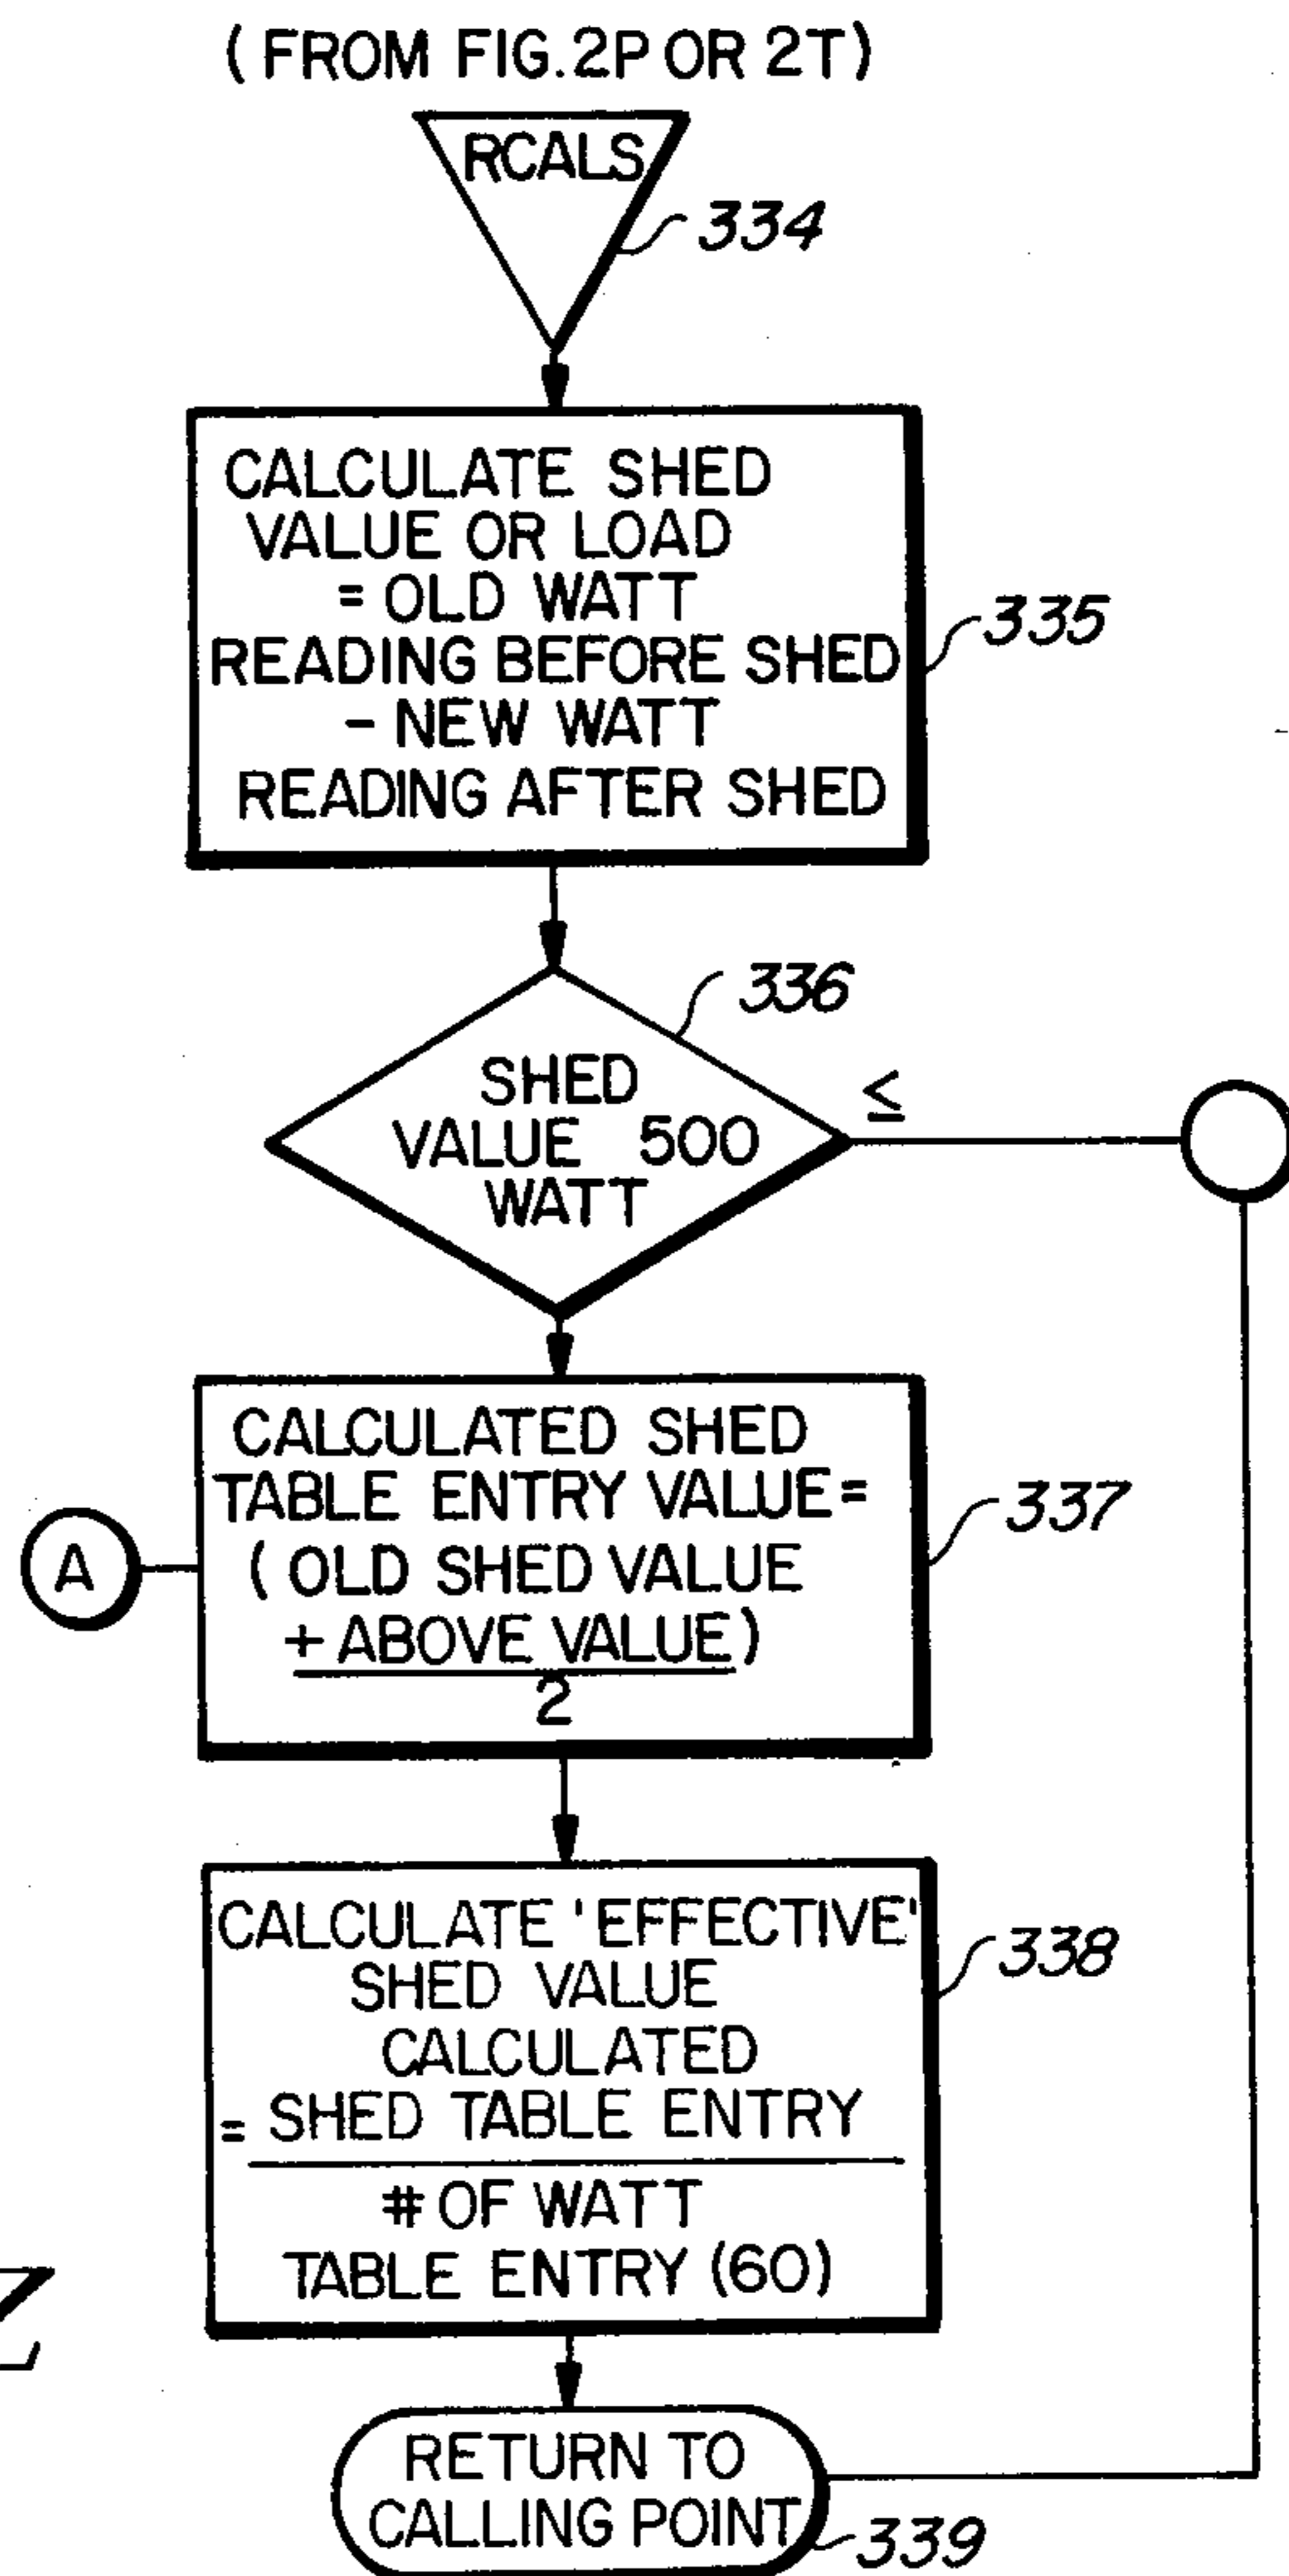 ( FROM FIG. 2P OR 2T )
RCALS
334
CALCULATE SHED
VALUE OR LOAD
= OLD WATT
READING BEFORE SHED
- NEW WATT
READING AFTER SHED
335
336
SHED
VALUE 500
WATT
≤
CALCULATED SHED
TABLE ENTRY VALUE =
( OLD SHED VALUE
+ ABOVE VALUE )
2
337
A
CALCULATE 'EFFECTIVE'
SHED VALUE
CALCULATED
= SHED TABLE ENTRY
# OF WATT
TABLE ENTRY (60)
338
Z
RETURN TO
CALLING POINT
339